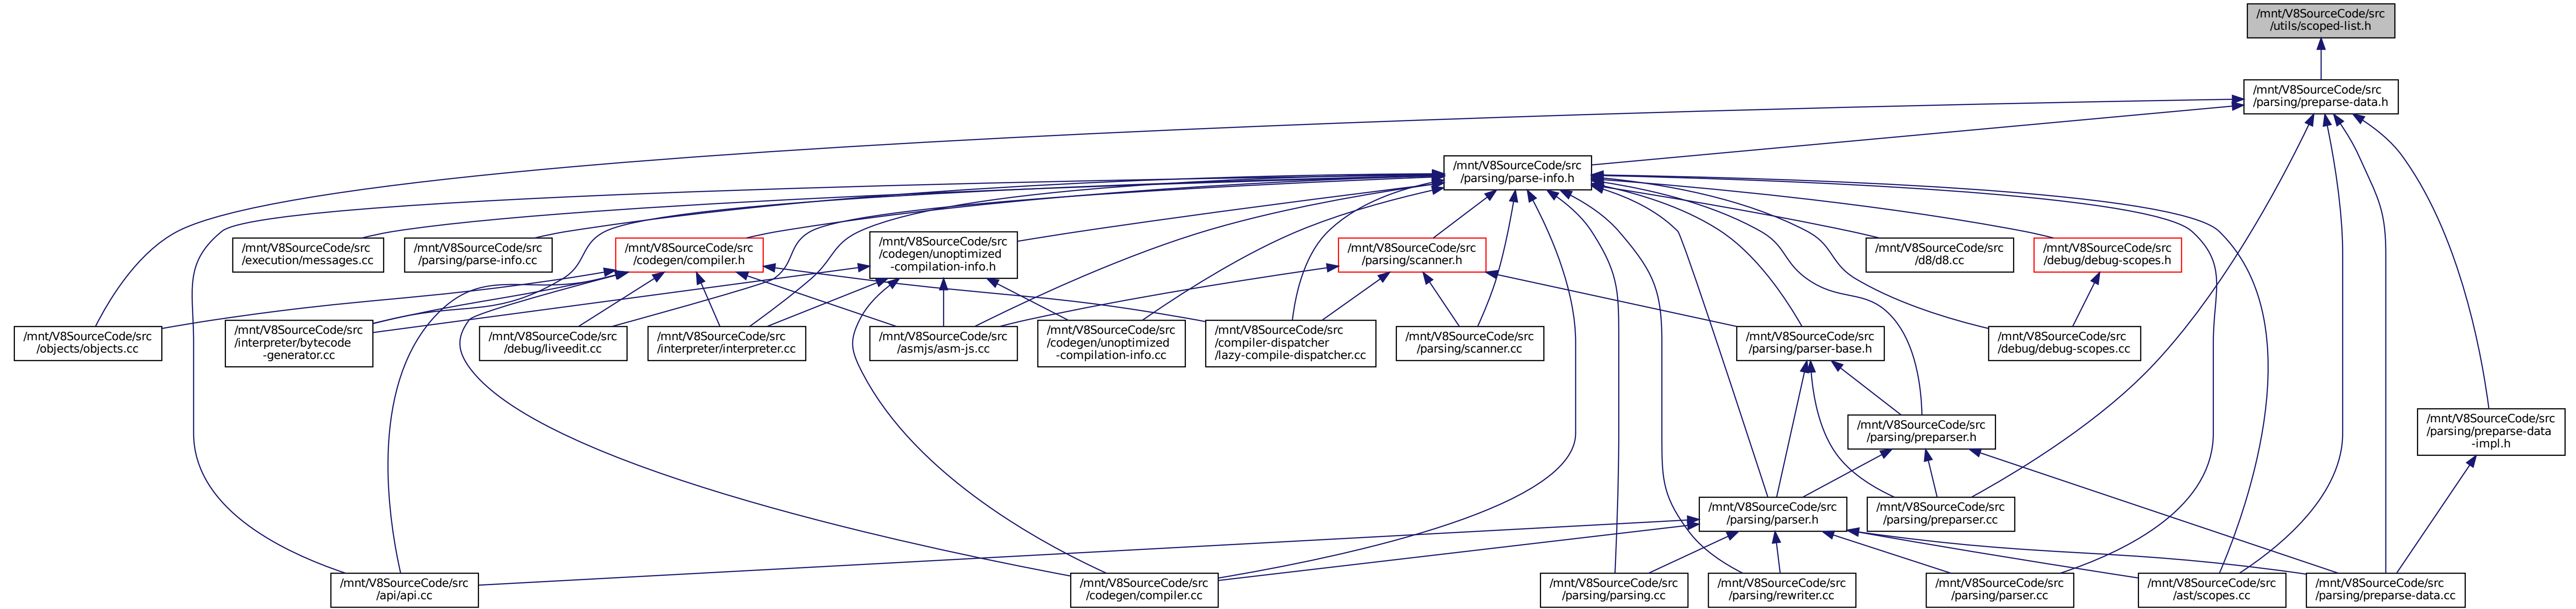 /mnt/V8SourceCode/src
/utils/scoped-list.h
/mnt/V8SourceCode/src
/parsing/preparse-data.h
/mnt/V8SourceCode/src
/parsing/parse-info.h
/mnt/V8SourceCode/src
/execution/messages.cc
/mnt/V8SourceCode/src
/parsing/parse-info.cc
/mnt/V8SourceCode/src
/codegen/compiler.h
/mnt/V8SourceCode/src
/codegen/unoptimized
-compilation-info.h
/mnt/V8SourceCode/src
/parsing/scanner.h
/mnt/V8SourceCode/src
/d8/d8.cc
/mnt/V8SourceCode/src
/debug/debug-scopes.h
/mnt/V8SourceCode/src
/objects/objects.cc
/mnt/V8SourceCode/src
/interpreter/bytecode
-generator.cc
/mnt/V8SourceCode/src
/debug/liveedit.cc
/mnt/V8SourceCode/src
/interpreter/interpreter.cc
/mnt/V8SourceCode/src
/asmjs/asm-js.cc
/mnt/V8SourceCode/src
/codegen/unoptimized
-compilation-info.cc
/mnt/V8SourceCode/src
/compiler-dispatcher
/lazy-compile-dispatcher.cc
/mnt/V8SourceCode/src
/parsing/scanner.cc
/mnt/V8SourceCode/src
/parsing/parser-base.h
/mnt/V8SourceCode/src
/debug/debug-scopes.cc
/mnt/V8SourceCode/src
/parsing/preparser.h
/mnt/V8SourceCode/src
/parsing/preparse-data
-impl.h
/mnt/V8SourceCode/src
/parsing/parser.h
/mnt/V8SourceCode/src
/parsing/preparser.cc
/mnt/V8SourceCode/src
/api/api.cc
/mnt/V8SourceCode/src
/codegen/compiler.cc
/mnt/V8SourceCode/src
/parsing/parsing.cc
/mnt/V8SourceCode/src
/parsing/rewriter.cc
/mnt/V8SourceCode/src
/parsing/parser.cc
/mnt/V8SourceCode/src
/ast/scopes.cc
/mnt/V8SourceCode/src
/parsing/preparse-data.cc